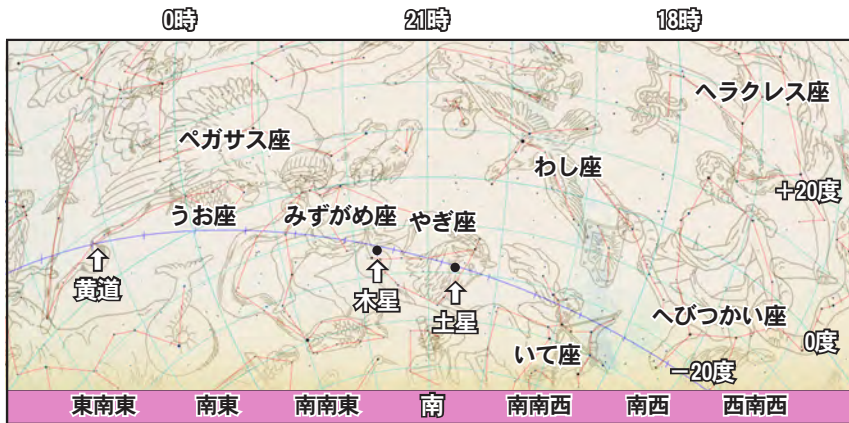 0時 21時 18時
ヘラクレス座
ペガサス座
わし座
+20度
うお座 みずがめ座 やぎ座
黄道
木星
土星
へびつかい座
0度
いて座
-20度
東南東 南東 南南東 南 南南西 南西 西南西